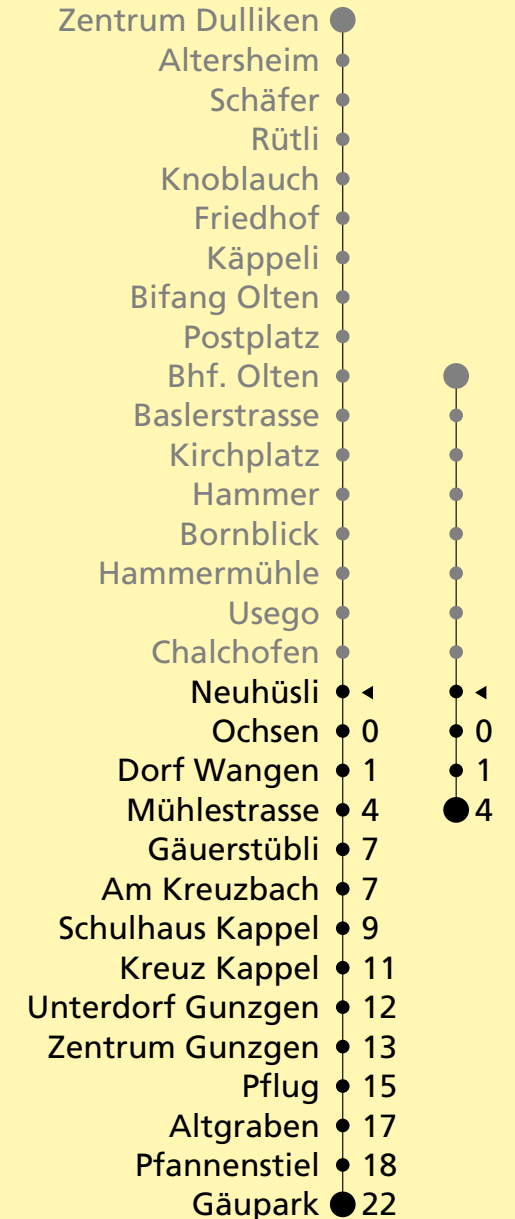 Zentrum Dulliken
Altersheim
Schäfer
Rütli
Knoblauch
Friedhof
Käppeli
Bifang Olten
Postplatz
Bhf. Olten
Baslerstrasse
Kirchplatz
Hammer
Bornblick
Hammermühle
Usego
Chalchofen
Neuhüsli
Ochsen 0 0
Dorf Wangen 1 1
Mühlestrasse 4 4
Gäuerstübli 7
Am Kreuzbach 7
Schulhaus Kappel 9
Kreuz Kappel 11
Unterdorf Gunzgen 12
Zentrum Gunzgen 13
Pflug 15
Altgraben 17
Pfannenstiel 18
Gäupark 22